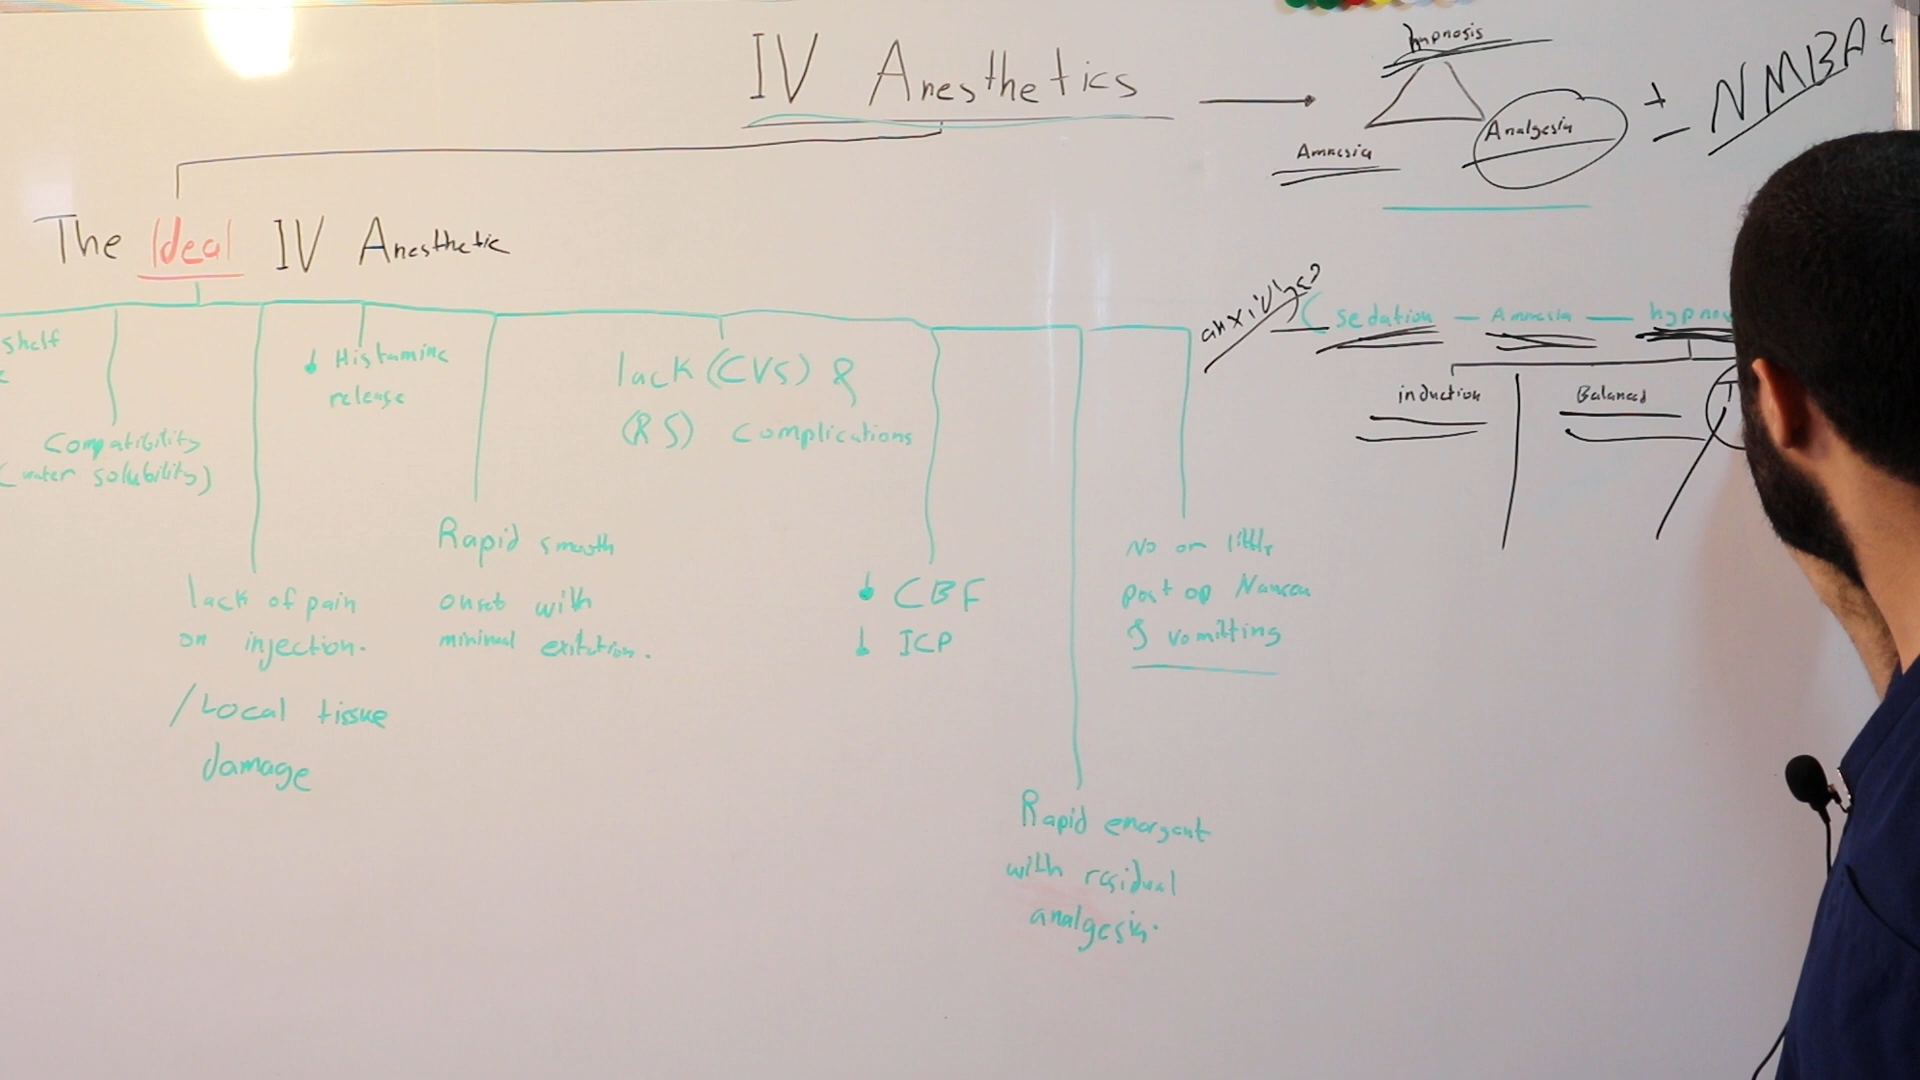 IV Anesthetics
hypnosis
Amnesia
Analgesia
± NMBA
The Ideal IV Anesthetic
shelf
Compatibility
(water solubility)
lack of pain
on injection.
/Local tissue
damage
↓ Histamine
release
Rapid smooth
onset with
minimal exitation.
lack (CVS) &
(RS) Complications
↓ CBF
↓ ICP
Rapid emergent
with residual
analgesia.
No or little
post op Nausea
& vomitting
(sedation — Amnesia — hypno
induction
Balanced
T